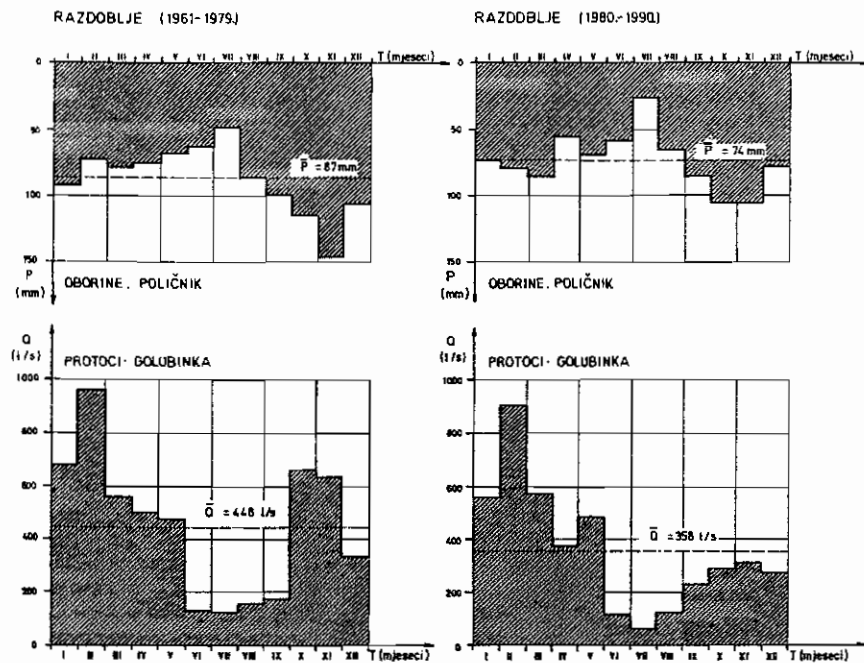 RAZDOBLJE (1961-1979.)
I II III IV V VI VII VIII IX X XI XII T (mjeseci)
0
50
100
150
P̄ = 87mm
P
(mm)
OBORINE. POLIČNIK
Q
(l/s)
PROTOCI - GOLUBINKA
1000
800
600
400
200
0
Q̄ = 448 l/s
I II III IV V VI VII VIII IX X XI XII T (mjeseci)
RAZDOBLJE (1980.-1990.)
I II III IV V VI VII VIII IX X XI XII T (mjeseci)
0
50
100
150
P̄ = 74mm
P
(mm)
OBORINE. POLIČNIK
Q
(l/s)
PROTOCI - GOLUBINKA
1000
800
600
400
200
0
Q̄ = 358 l/s
I II III IV V VI VII VIII IX X XI XII T (mjeseci)